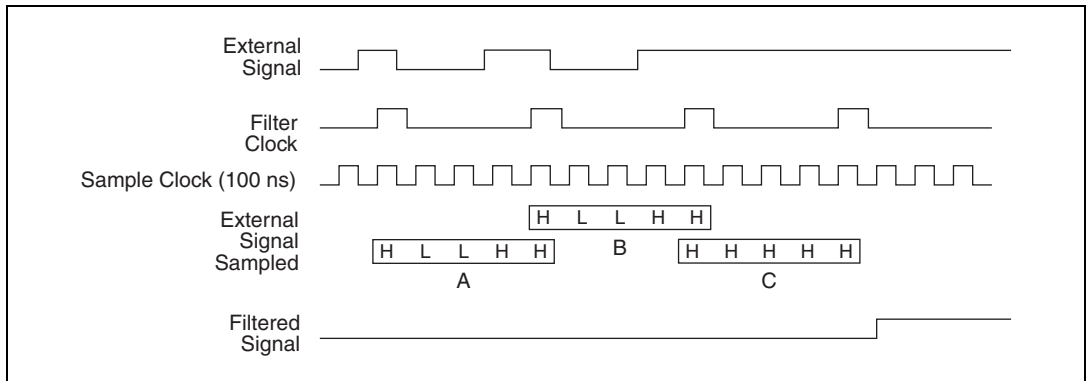 External
Signal
Filter
Clock
Sample Clock (100 ns)
External
Signal
Sampled
H L L H H
B
H L L H H
A
H H H H H
C
Filtered
Signal